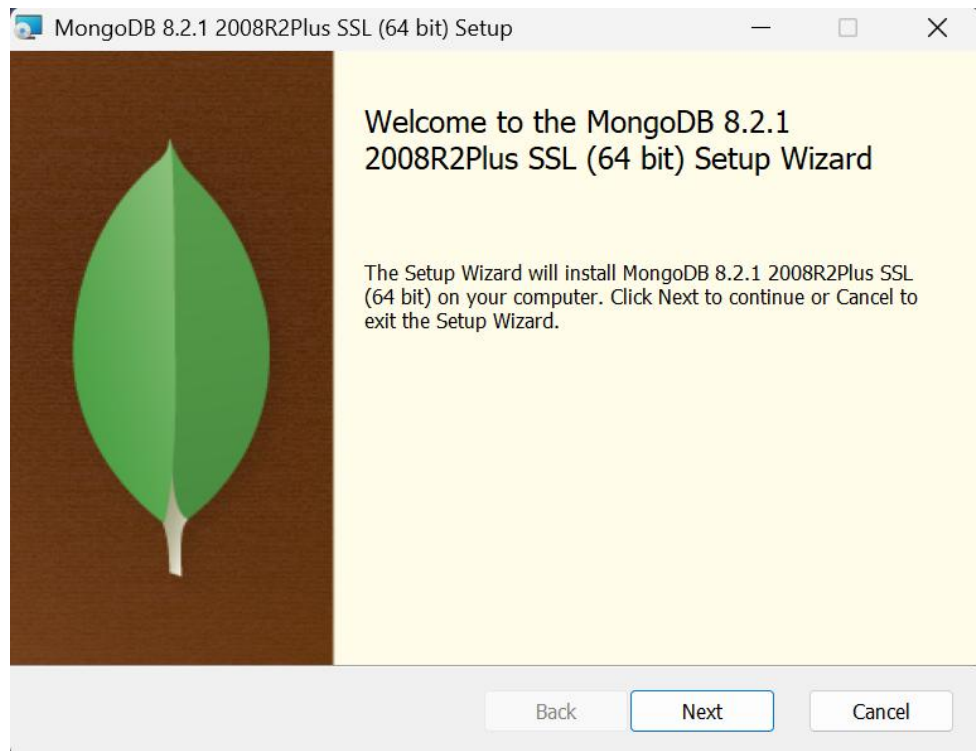 MongoDB 8.2.1 2008R2Plus SSL (64 bit) Setup
Welcome to the MongoDB 8.2.1
2008R2Plus SSL (64 bit) Setup Wizard
The Setup Wizard will install MongoDB 8.2.1 2008R2Plus SSL
(64 bit) on your computer. Click Next to continue or Cancel to
exit the Setup Wizard.
Back Next Cancel